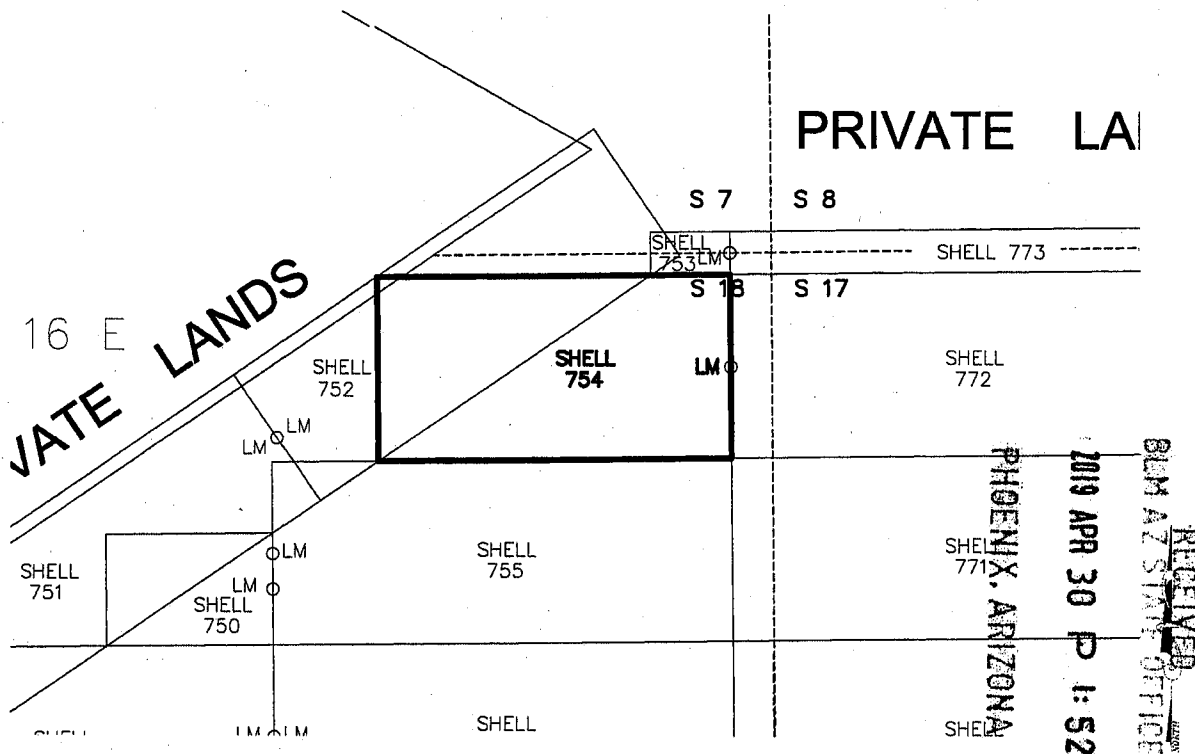 PRIVATE LA
S 7 S 8
SHELL
753
LM
SHELL 773
S 18 S 17
16 E
VATE LANDS
SHELL
752
SHELL
754
LM
SHELL
772
LM
LM
LM
LM
SHELL
751
SHELL
750
SHELL
755
SHELL
771
SHELL
LM LM
SHELL
SHELL
RECEIVED
BLM AZ STATE OFFICE
2019 APR 30 P 1:52
PHOENIX, ARIZONA